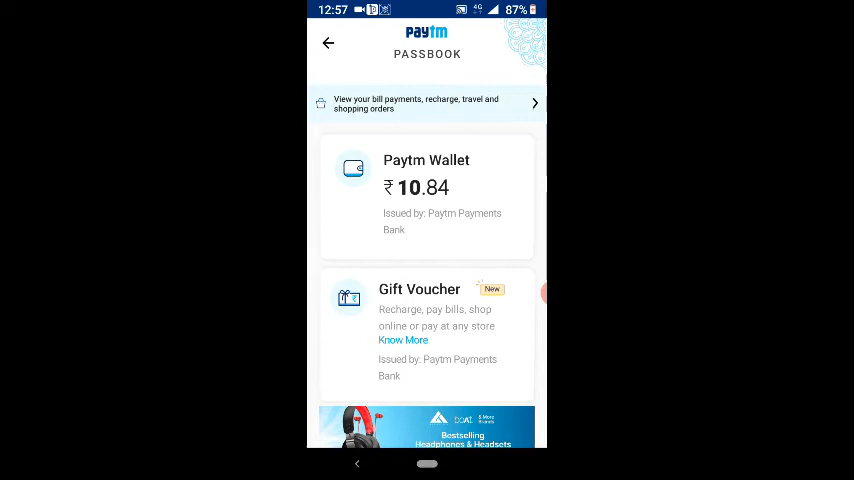 12:57
4G
87%
paytm
PASSBOOK
View your bill payments, recharge, travel and
shopping orders
Paytm Wallet
₹ 10.84
Issued by: Paytm Payments
Bank
Gift Voucher
New
Recharge, pay bills, shop
online or pay at any store
Know More
Issued by: Paytm Payments
Bank
boAt
& More
Brands
Bestselling
Headphones & Headsets